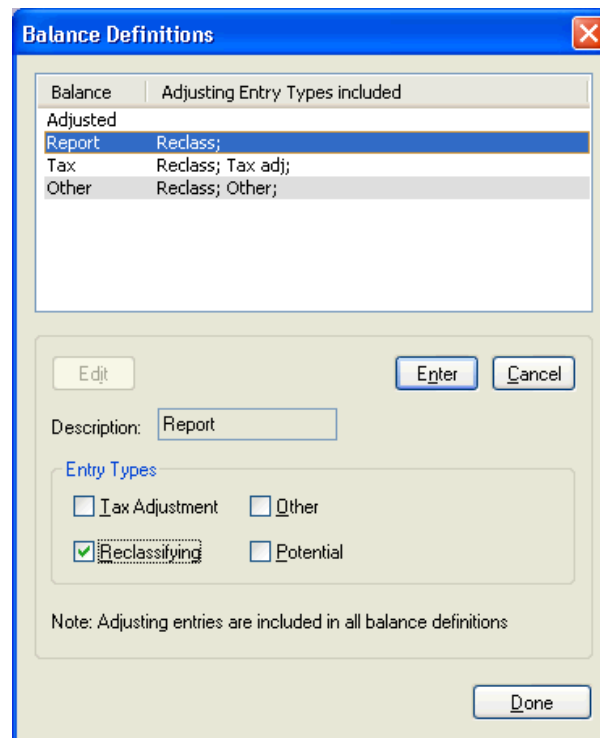 Balance Definitions
Balance Adjusting Entry Types included
Adjusted
Report Reclass;
Tax Reclass; Tax adj;
Other Reclass; Other;
Edit Enter Cancel
Description: Report
Entry Types
Tax Adjustment Other
Reclassifying Potential
Note: Adjusting entries are included in all balance definitions
Done